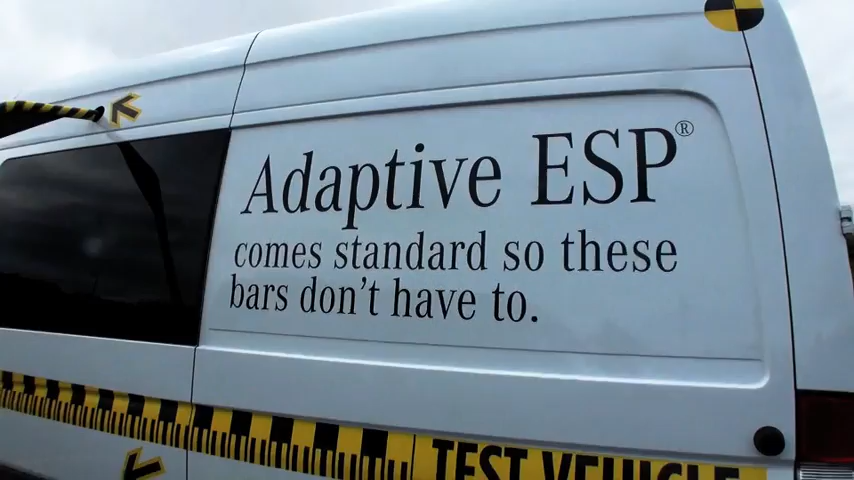 Adaptive ESP®
comes standard so these
bars don't have to.
TEST VEHICLE